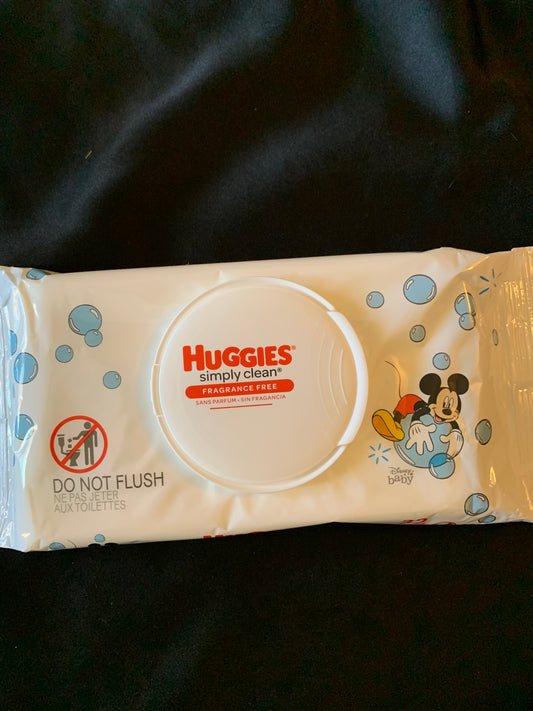 HUGGIES®
simply clean®
FRAGRANCE FREE
SANS PARFUM • SIN FRAGANCIA
DO NOT FLUSH
NE PAS JETER
AUX TOILETTES
Disney
baby